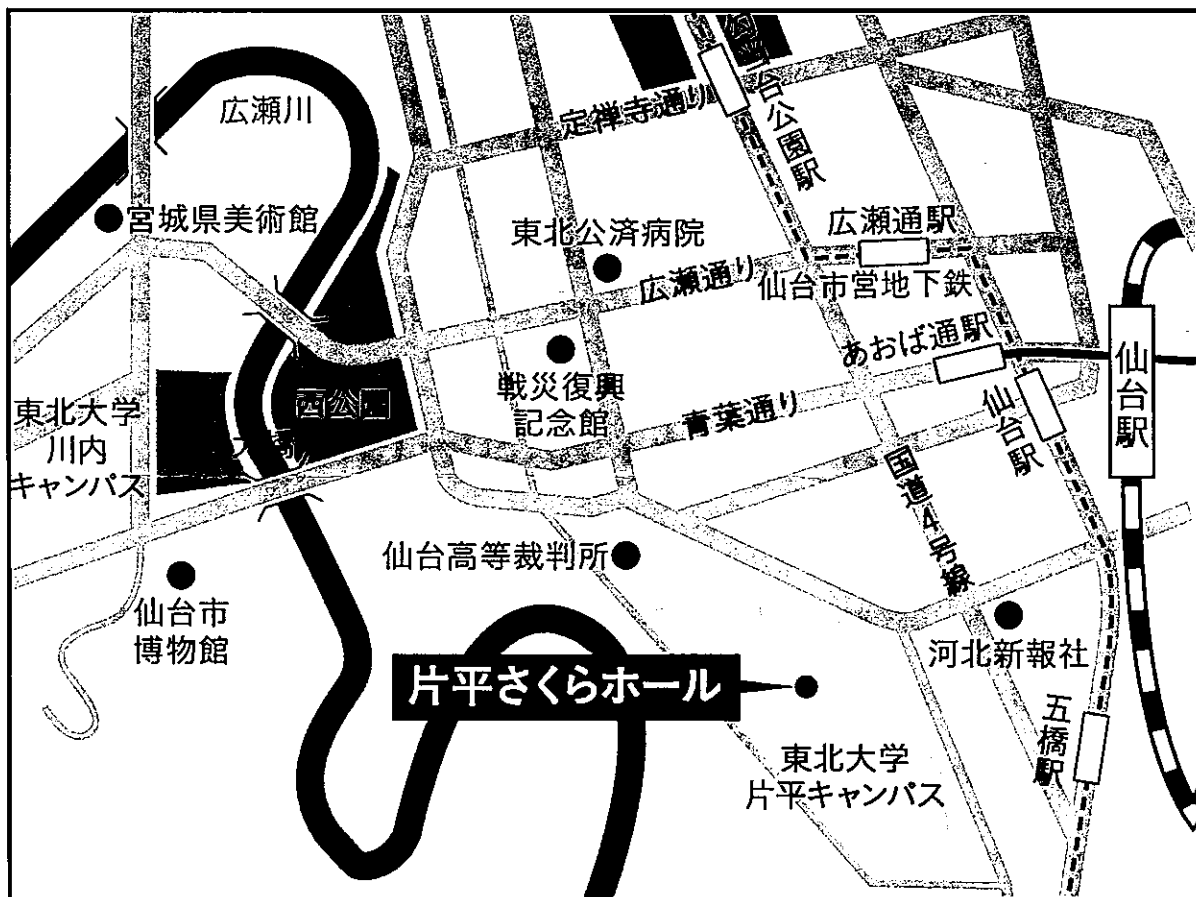 勾当台公園駅
広瀬川
定禅寺通り
宮城県美術館
東北公済病院
広瀬通駅
広瀬通り
仙台市営地下鉄
あおば通駅
仙台駅
仙台駅
戦災復興
記念館
青葉通り
西公園
大橋
東北大学
川内
キャンパス
国道4号線
仙台高等裁判所
仙台市
博物館
河北新報社
片平さくらホール
五橋駅
東北大学
片平キャンパス